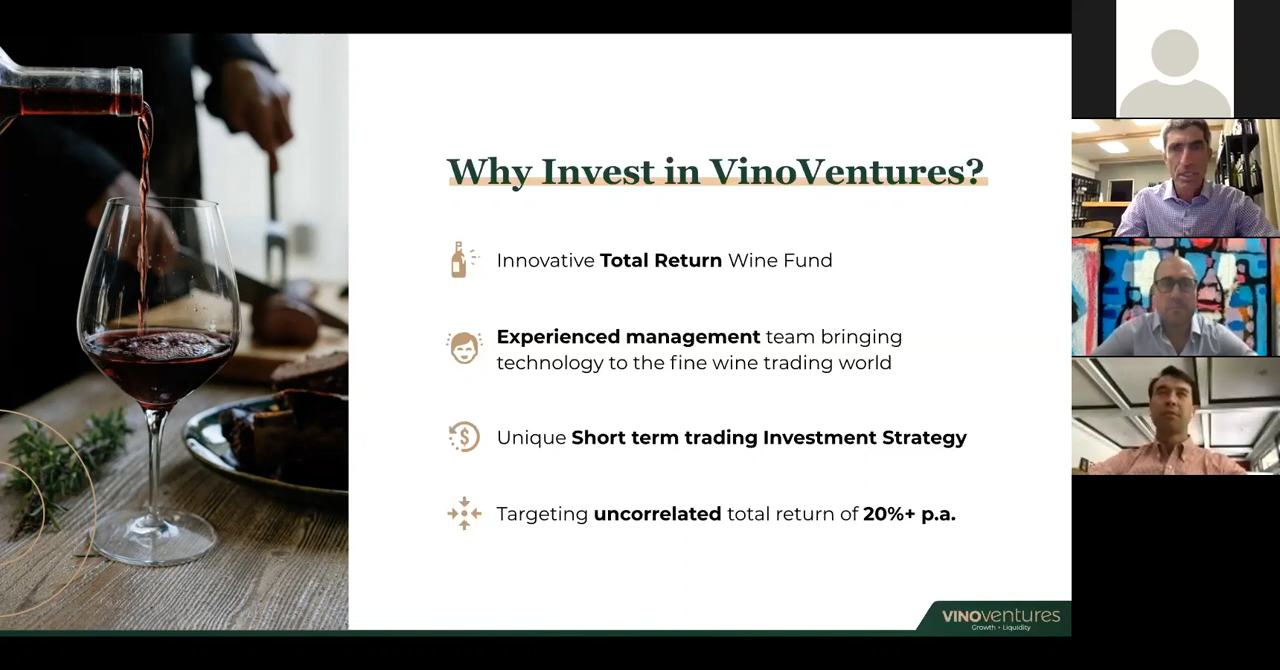 Why Invest in VinoVentures?
Innovative Total Return Wine Fund
Experienced management team bringing
technology to the fine wine trading world
Unique Short term trading Investment Strategy
Targeting uncorrelated total return of 20%+ p.a.
VINOventures
Growth + Liquidity